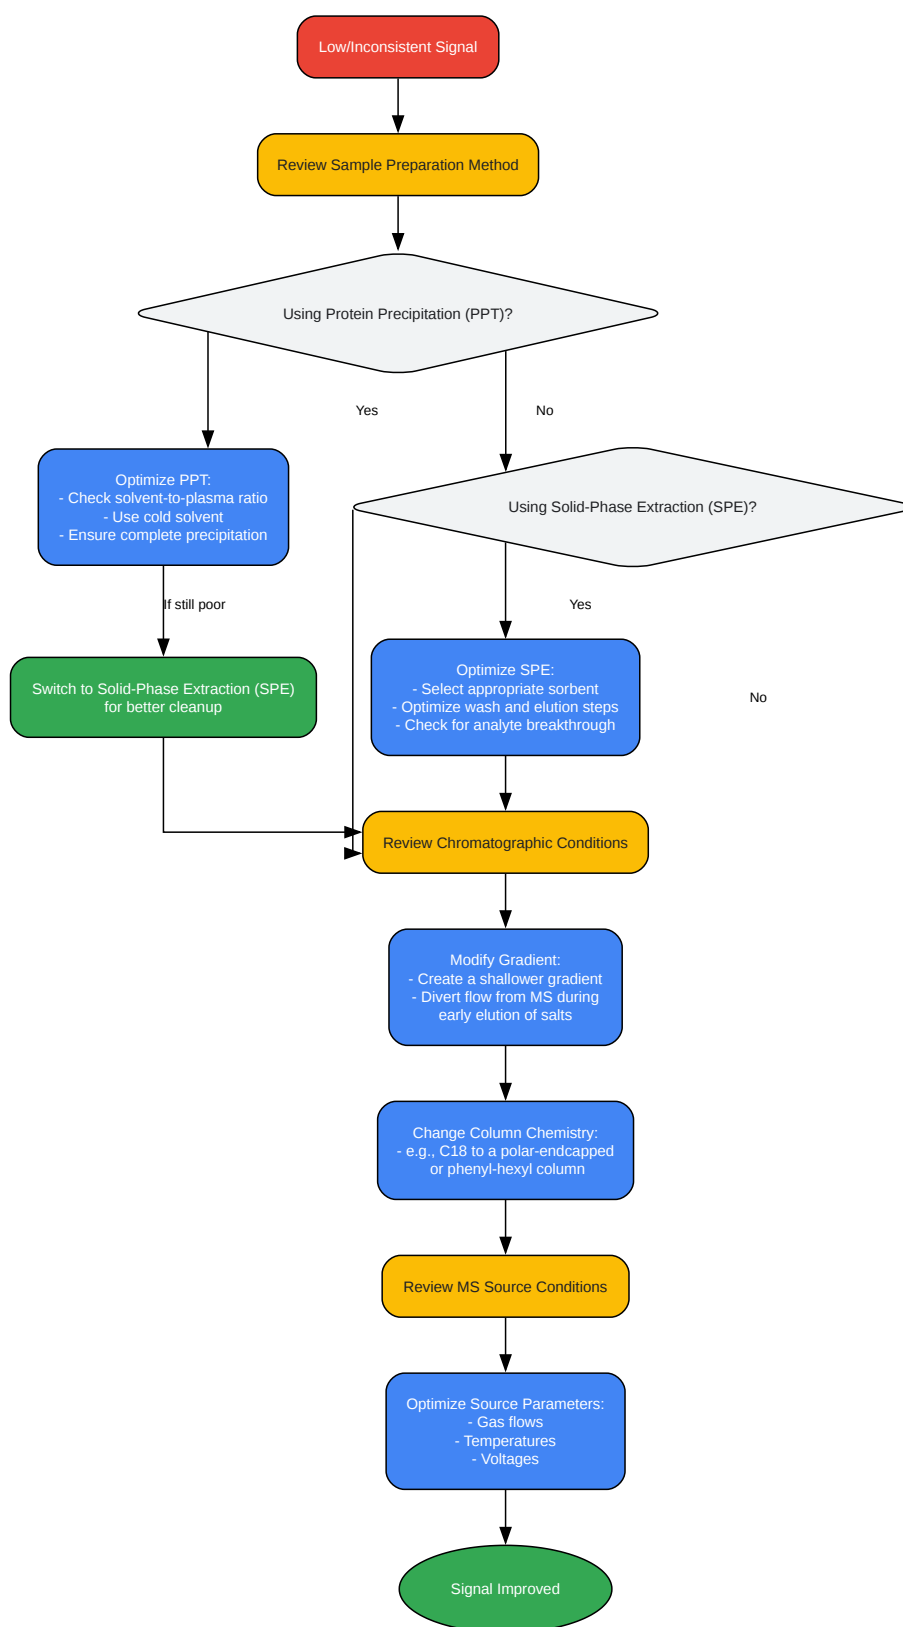 Low/Inconsistent Signal
Review Sample Preparation Method
Using Protein Precipitation (PPT)?
Yes
No
Optimize PPT:
- Check solvent-to-plasma ratio
- Use cold solvent
- Ensure complete precipitation
Using Solid-Phase Extraction (SPE)?
If still poor
Yes
Switch to Solid-Phase Extraction (SPE)
for better cleanup
Optimize SPE:
- Select appropriate sorbent
- Optimize wash and elution steps
- Check for analyte breakthrough
No
Review Chromatographic Conditions
Modify Gradient:
- Create a shallower gradient
- Divert flow from MS during
early elution of salts
Change Column Chemistry:
- e.g., C18 to a polar-endcapped
or phenyl-hexyl column
Review MS Source Conditions
Optimize Source Parameters:
- Gas flows
- Temperatures
- Voltages
Signal Improved